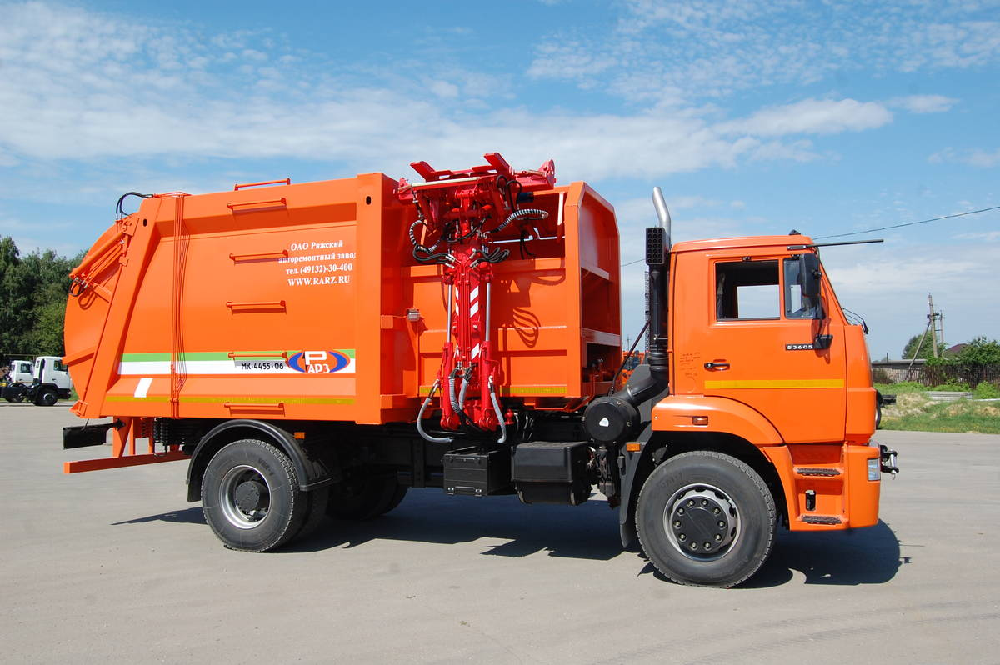 ОАО Ряжский
авторемонтный завод
тел. (49132)-30-400
WWW.RARZ.RU
МК-4455-06
РАРЗ
53605